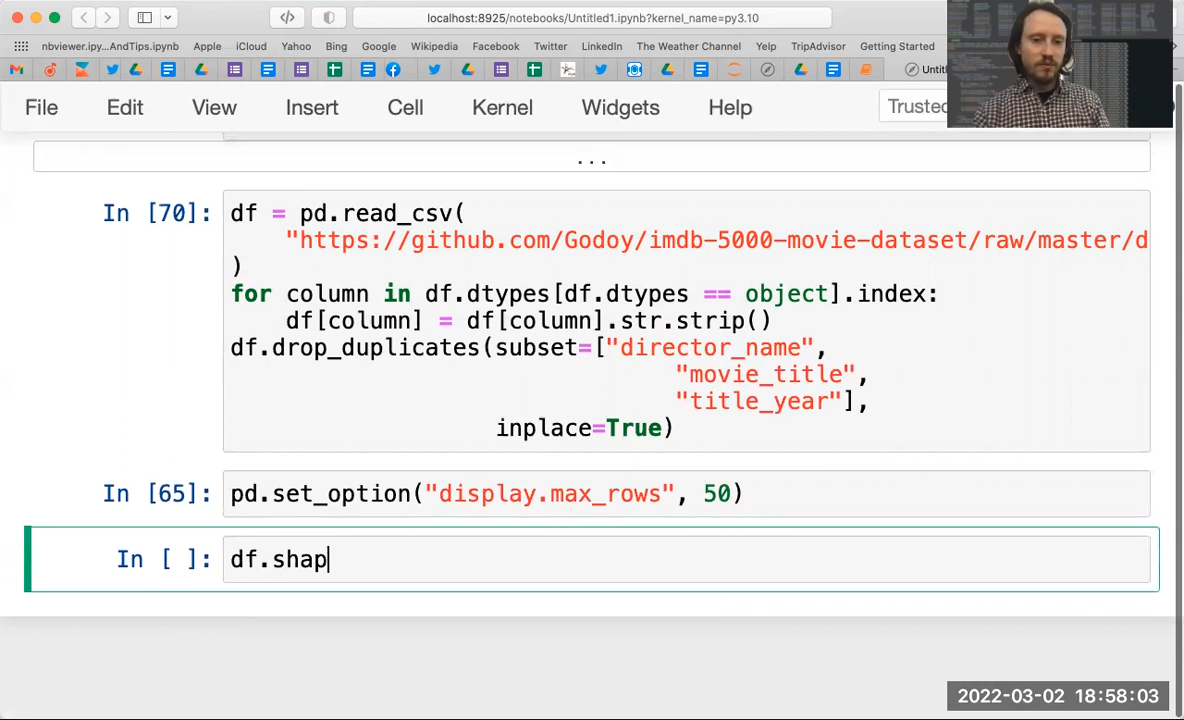 localhost:8925/notebooks/Untitled1.ipynb?kernel_name=py3.10
nbviewer.ipy...AndTips.ipynb Apple iCloud Yahoo Bing Google Wikipedia Facebook Twitter LinkedIn The Weather Channel Yelp TripAdvisor Getting Started
Untit
File Edit View Insert Cell Kernel Widgets Help Trusted
...
In [70]: df = pd.read_csv(
"https://github.com/Godoy/imdb-5000-movie-dataset/raw/master/d
)
for column in df.dtypes[df.dtypes == object].index:
df[column] = df[column].str.strip()
df.drop_duplicates(subset=["director_name",
"movie_title",
"title_year"],
inplace=True)
In [65]: pd.set_option("display.max_rows", 50)
In [ ]: df.shap
2022-03-02 18:58:03